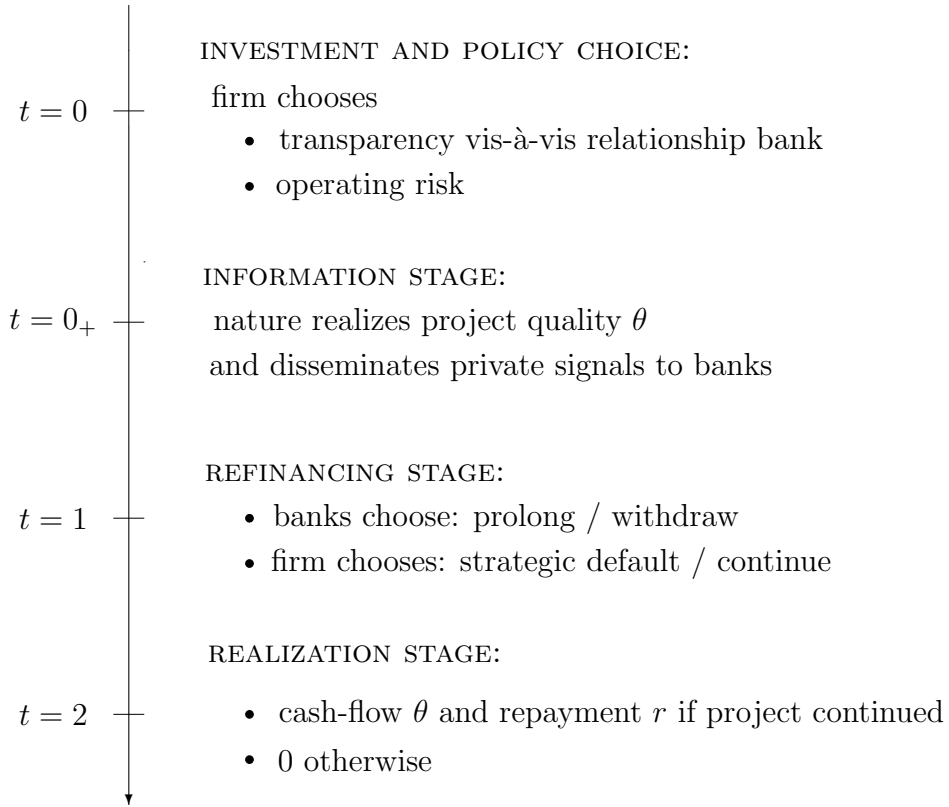 INVESTMENT AND POLICY CHOICE:
t = 0
firm chooses
• transparency vis-à-vis relationship bank
• operating risk
INFORMATION STAGE:
t = 0₊
nature realizes project quality θ
and disseminates private signals to banks
REFINANCING STAGE:
t = 1
• banks choose: prolong / withdraw
• firm chooses: strategic default / continue
REALIZATION STAGE:
t = 2
• cash-flow θ and repayment r if project continued
• 0 otherwise